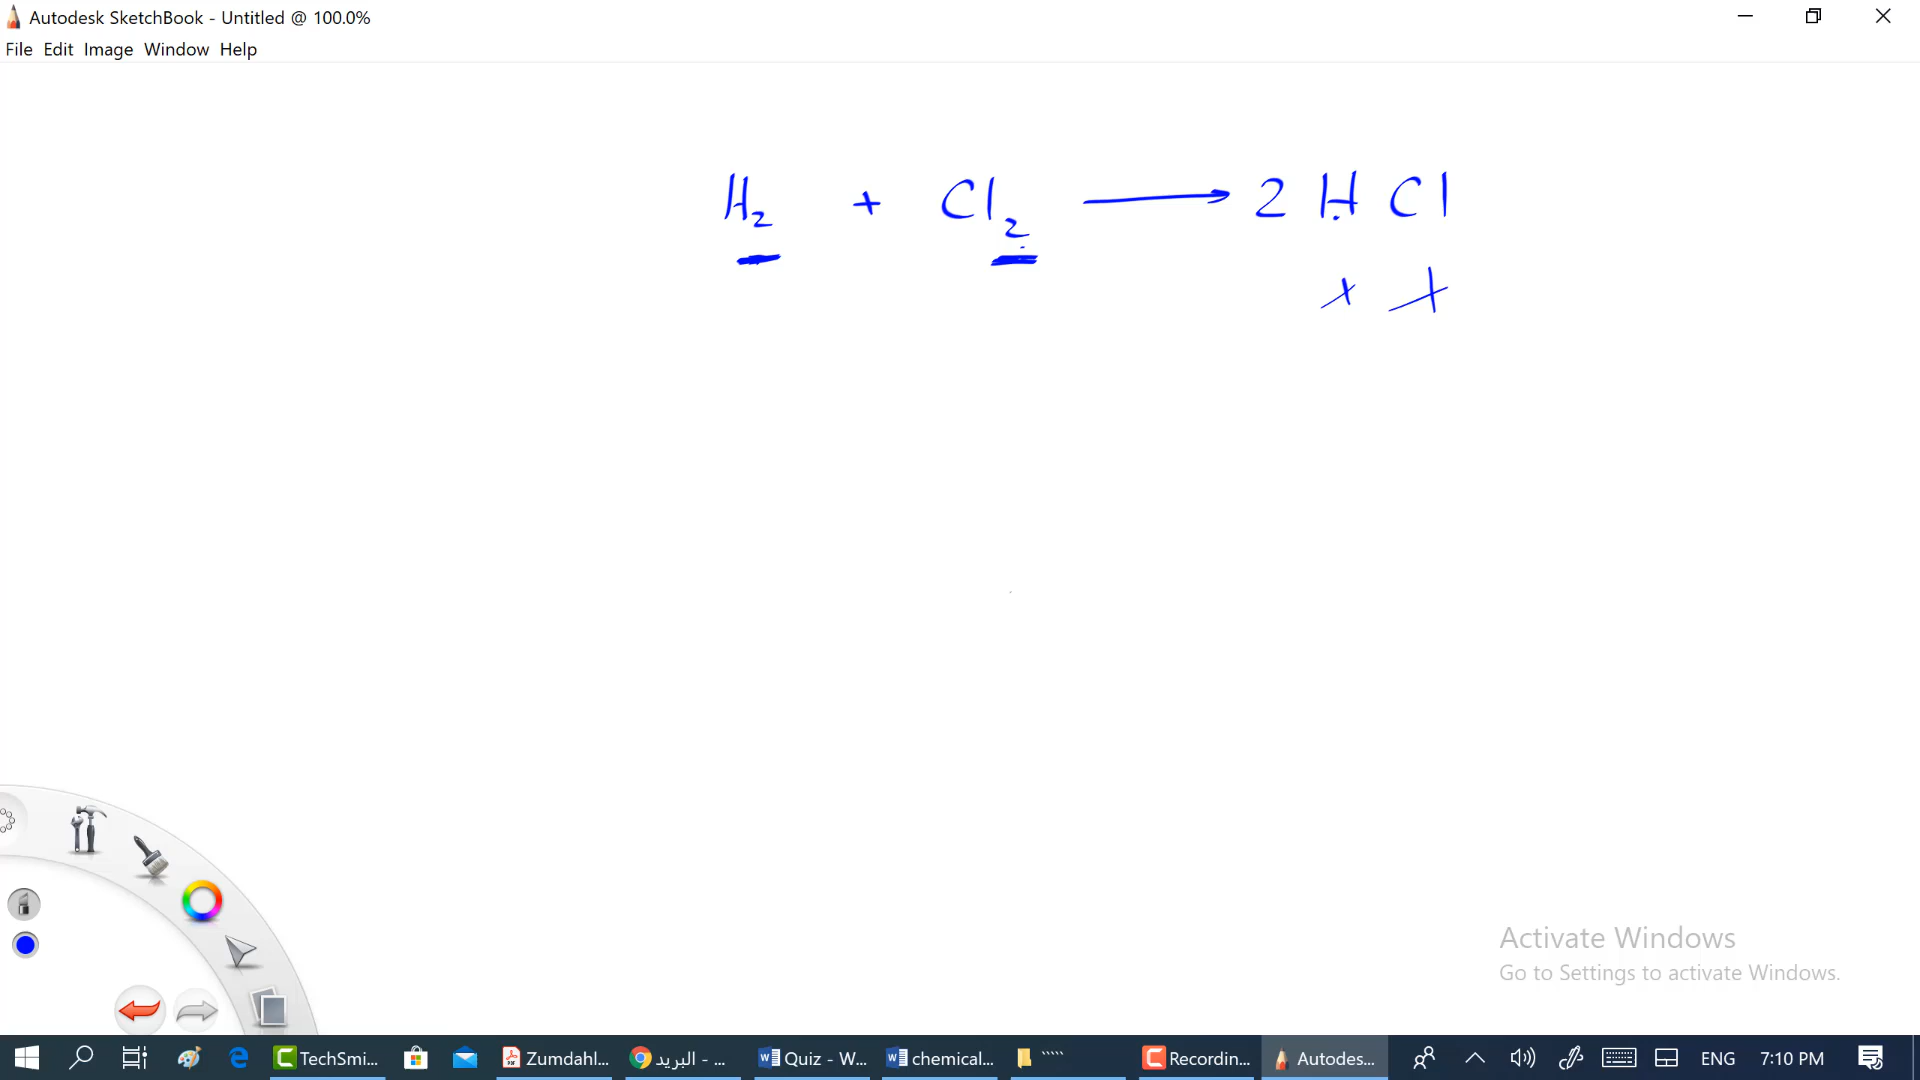 Autodesk SketchBook - Untitled @ 100.0%
File Edit Image Window Help
H₂ + Cl₂ → 2 H Cl
x x
Activate Windows
Go to Settings to activate Windows.
TechSmi... Zumdahl... البريد - ... Quiz - W... chemical... ````` Recordin... Autodes... ENG 7:10 PM